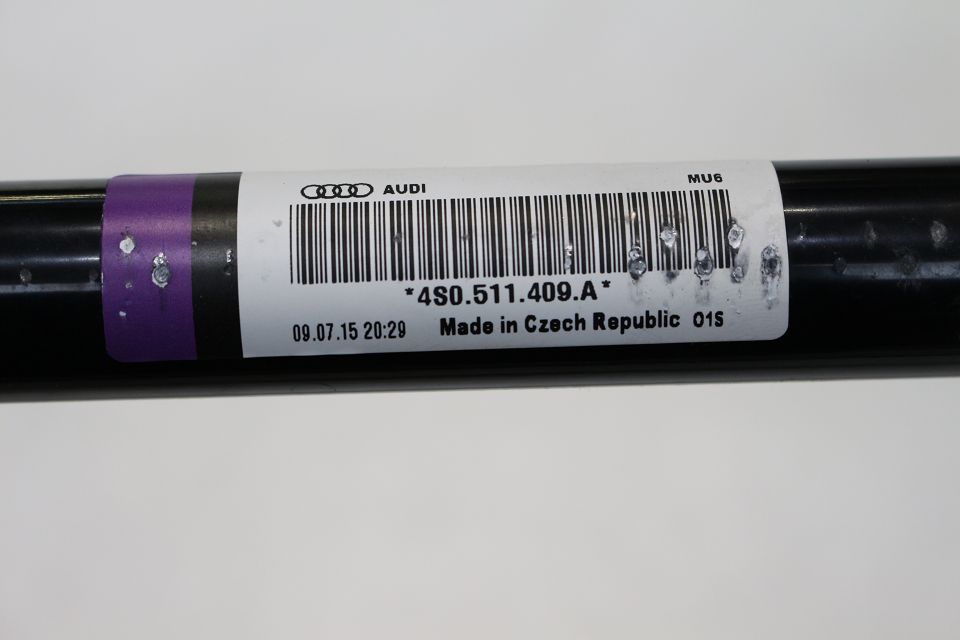 AUDI MU6
*4S0.511.409.A*
09.07.15 20:29 Made in Czech Republic 01S